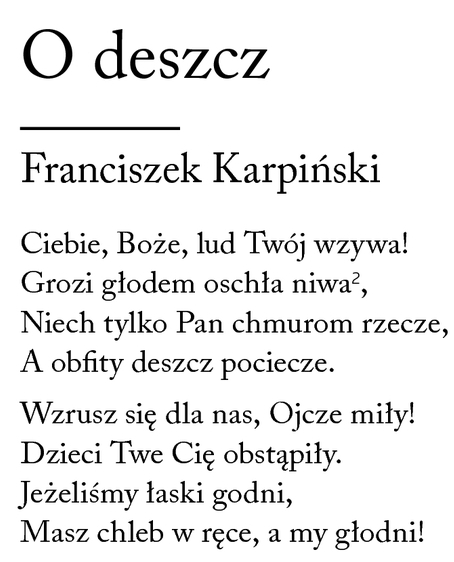 O deszcz
Franciszek Karpiński
Ciebie, Boże, lud Twój wzywa!
Grozi głodem oschła niwa²,
Niech tylko Pan chmurom rzecze,
A obfity deszcz pociecze.
Wzrusz się dla nas, Ojcze miły!
Dzieci Twe Cię obstąpiły.
Jeżeliśmy łaski godni,
Masz chleb w ręce, a my głodni!